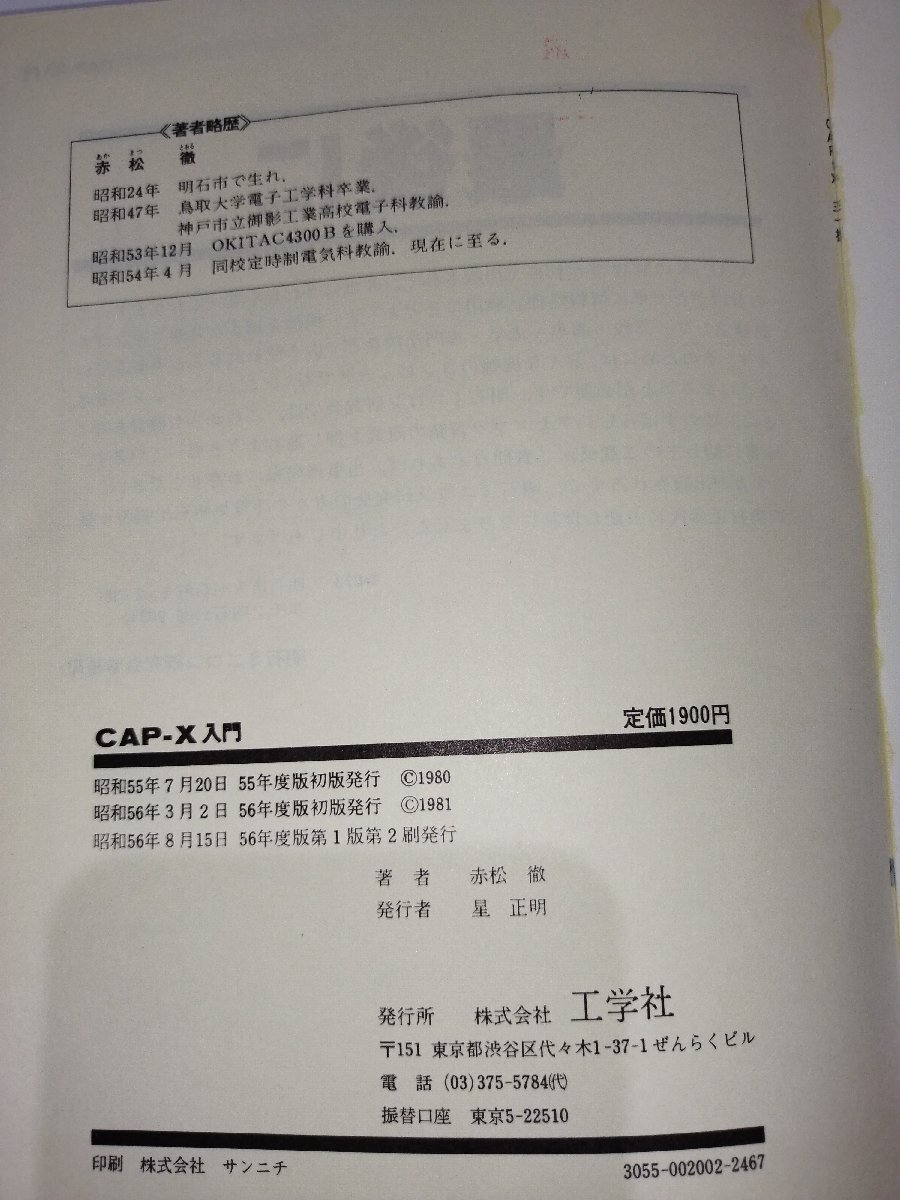 《著者略歴》
あか まつ とおる
赤 松 徹
昭和24年 明石市で生れ．
昭和47年 鳥取大学電子工学科卒業．
神戸市立御影工業高校電子科教諭．
昭和53年12月 OKITAC4300Bを購入．
昭和54年4月 同校定時制電気科教諭．現在に至る．
CAP-X入門 定価1900円
昭和55年7月20日 55年度版初版発行 ©1980
昭和56年3月2日 56年度版初版発行 ©1981
昭和56年8月15日 56年度版第1版第2刷発行
著 者 赤松 徹
発行者 星 正明
発行所 株式会社 工学社
〒151 東京都渋谷区代々木1-37-1ぜんらくビル
電 話 (03)375-5784㈹
振替口座 東京5-22510
印刷 株式会社 サンニチ 3055-002002-2467